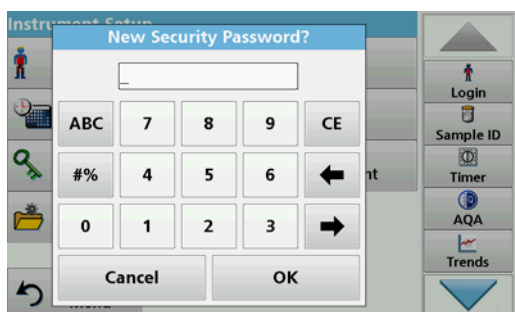 Instrument Setup
New Security Password?
_
ABC 7 8 9 CE
#% 4 5 6
0 1 2 3
Cancel OK
Menu
Login
Sample ID
Timer
AQA
Trends